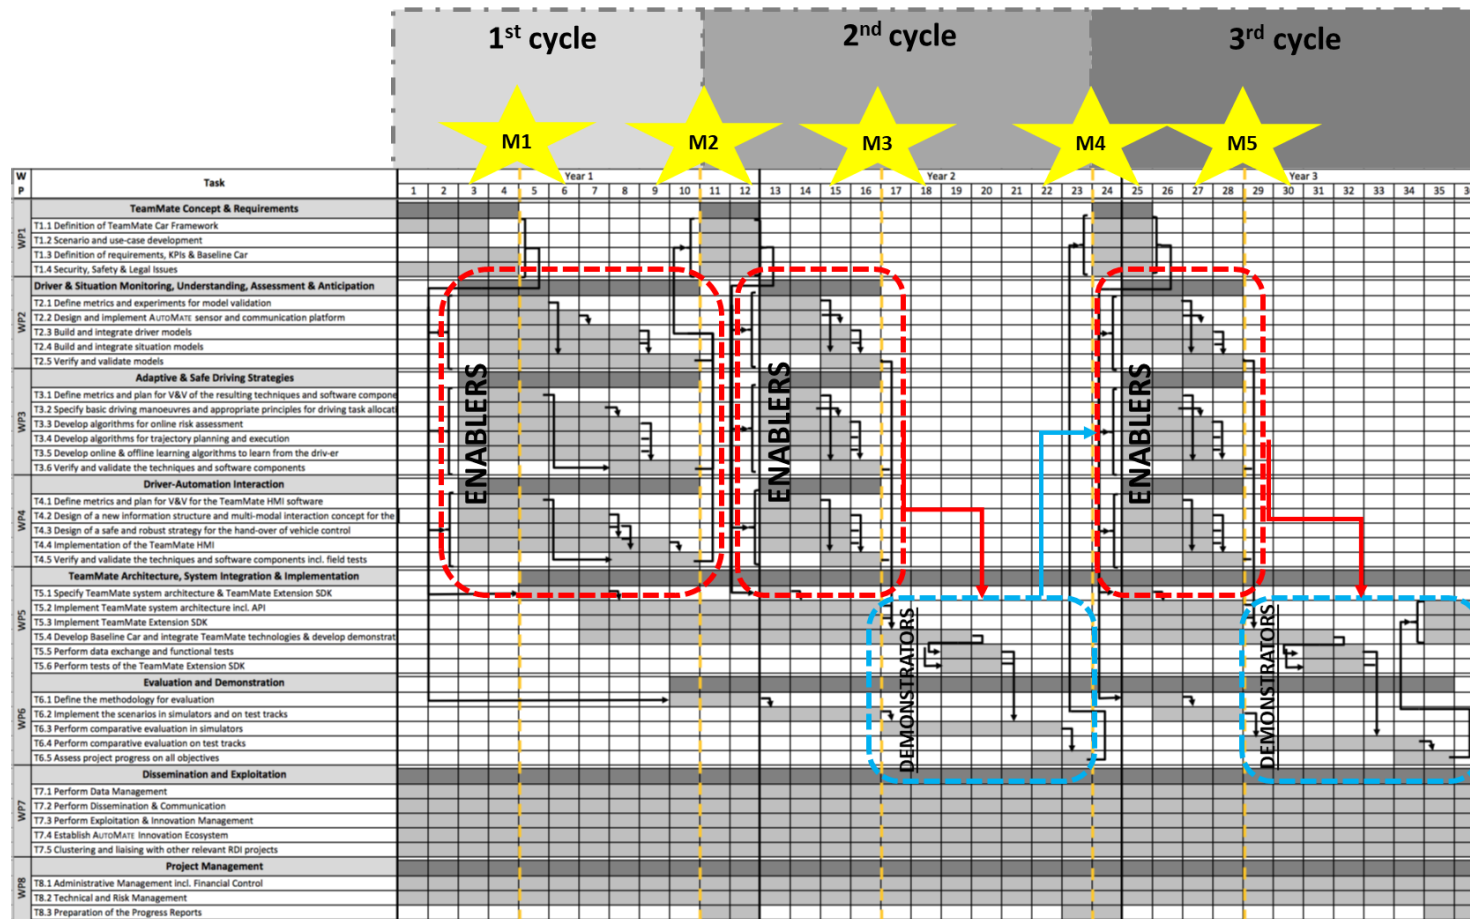 1st cycle
2nd cycle
3rd cycle
M1
M2
M3
M4
M5
W P
Task
Year 1
Year 2
Year 3
1 2 3 4 5 6 7 8 9 10 11 12 13 14 15 16 17 18 19 20 21 22 23 24 25 26 27 28 29 30 31 32 33 34 35
WP1
TeamMate Concept & Requirements
T1.1 Definition of TeamMate Car Framework
T1.2 Scenario and use-case development
T1.3 Definition of requirements, KPIs & Baseline Car
T1.4 Security, Safety & Legal Issues
WP2
Driver & Situation Monitoring, Understanding, Assessment & Anticipation
T2.1 Define metrics and experiments for model validation
T2.2 Design and implement AUTOMATE sensor and communication platform
T2.3 Build and integrate driver models
T2.4 Build and integrate situation models
T2.5 Verify and validate models
WP3
Adaptive & Safe Driving Strategies
T3.1 Define metrics and plan for V&V of the resulting techniques and software compone
T3.2 Specify basic driving manoeuvres and appropriate principles for driving task allocati
T3.3 Develop algorithms for online risk assessment
T3.4 Develop algorithms for trajectory planning and execution
T3.5 Develop online & offline learning algorithms to learn from the driv-er
T3.6 Verify and validate the techniques and software components
WP4
Driver-Automation Interaction
T4.1 Define metrics and plan for V&V for the TeamMate HMI software
T4.2 Design of a new information structure and multi-modal interaction concept for the
T4.3 Design of a safe and robust strategy for the hand-over of vehicle control
T4.4 Implementation of the TeamMate HMI
T4.5 Verify and validate the techniques and software components incl. field tests
ENABLERS
ENABLERS
ENABLERS
WP5
TeamMate Architecture, System Integration & Implementation
T5.1 Specify TeamMate system architecture & TeamMate Extension SDK
T5.2 Implement TeamMate system architecture incl. API
T5.3 Implement TeamMate Extension SDK
T5.4 Develop Baseline Car and integrate TeamMate technologies & develop demonstrat
T5.5 Perform data exchange and functional tests
T5.6 Perform tests of the TeamMate Extension SDK
WP6
Evaluation and Demonstration
T6.1 Define the methodology for evaluation
T6.2 Implement the scenarios in simulators and on test tracks
T6.3 Perform comparative evaluation in simulators
T6.4 Perform comparative evaluation on test tracks
T6.5 Assess project progress on all objectives
DEMONSTRATORS
DEMONSTRATORS
WP7
Dissemination and Exploitation
T7.1 Perform Data Management
T7.2 Perform Dissemination & Communication
T7.3 Perform Exploitation & Innovation Management
T7.4 Establish AUTOMATE Innovation Ecosystem
T7.5 Clustering and liaising with other relevant RDI projects
WP8
Project Management
T8.1 Administrative Management incl. Financial Control
T8.2 Technical and Risk Management
T8.3 Preparation of the Progress Reports